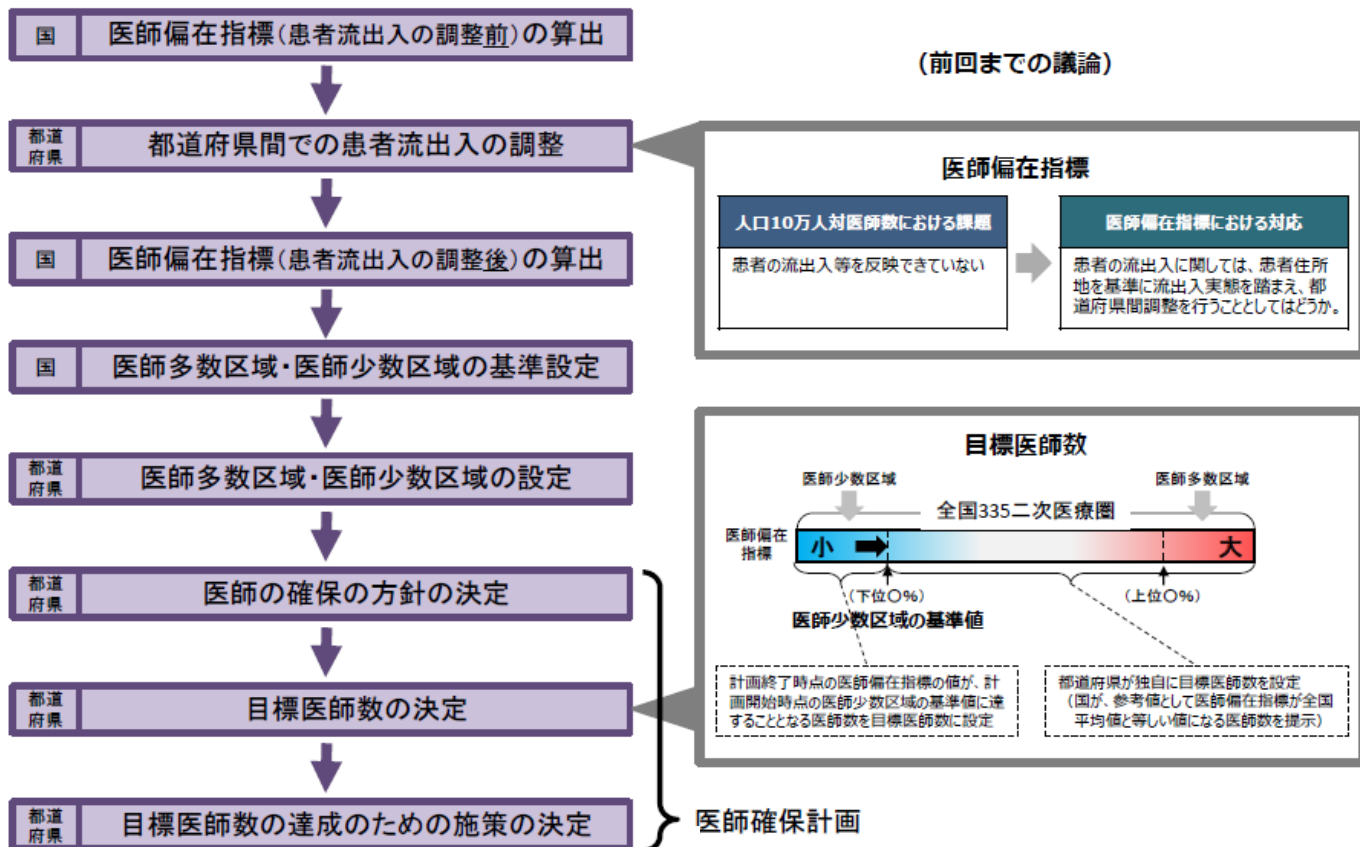 国 医師偏在指標(患者流出入の調整前)の算出
都道府県 都道府県間での患者流出入の調整
国 医師偏在指標(患者流出入の調整後)の算出
国 医師多数区域・医師少数区域の基準設定
都道府県 医師多数区域・医師少数区域の設定
都道府県 医師の確保の方針の決定
都道府県 目標医師数の決定
都道府県 目標医師数の達成のための施策の決定
医師確保計画
(前回までの議論)
医師偏在指標
人口10万人対医師数における課題
患者の流出入等を反映できていない
医師偏在指標における対応
患者の流出入に関しては、患者住所
地を基準に流出入実態を踏まえ、都
道府県間調整を行うこととしてはどうか。
目標医師数
医師少数区域 医師多数区域
全国335二次医療圏
医師偏在
指標
小 大
(下位〇%) (上位〇%)
医師少数区域の基準値
計画終了時点の医師偏在指標の値が、計
画開始時点の医師少数区域の基準値に達
することとなる医師数を目標医師数に設定
都道府県が独自に目標医師数を設定
(国が、参考値として医師偏在指標が全国
平均値と等しい値になる医師数を提示)